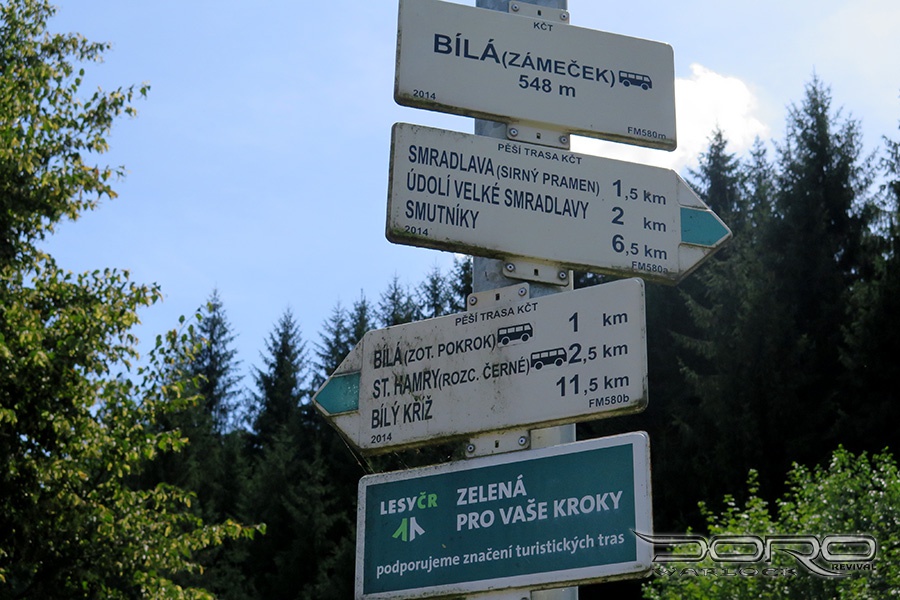 KČT
BÍLÁ(ZÁMEČEK)
548 m
2014 FM580m
PĚŠÍ TRASA KČT
SMRADLAVA(SIRNÝ PRAMEN) 1,5 km
ÚDOLÍ VELKÉ SMRADLAVY 2 km
SMUTNÍKY 6,5 km
2014 FM580a
PĚŠÍ TRASA KČT
BÍLÁ(ZOT. POKROK) 1 km
ST. HAMRY(ROZC. ČERNÉ) 2,5 km
BÍLÝ KŘÍŽ 11,5 km
2014 FM580b
LESYČR
ZELENÁ
PRO VAŠE KROKY
podporujeme značení turistických tras
DORO
WARLOCK REVIVAL